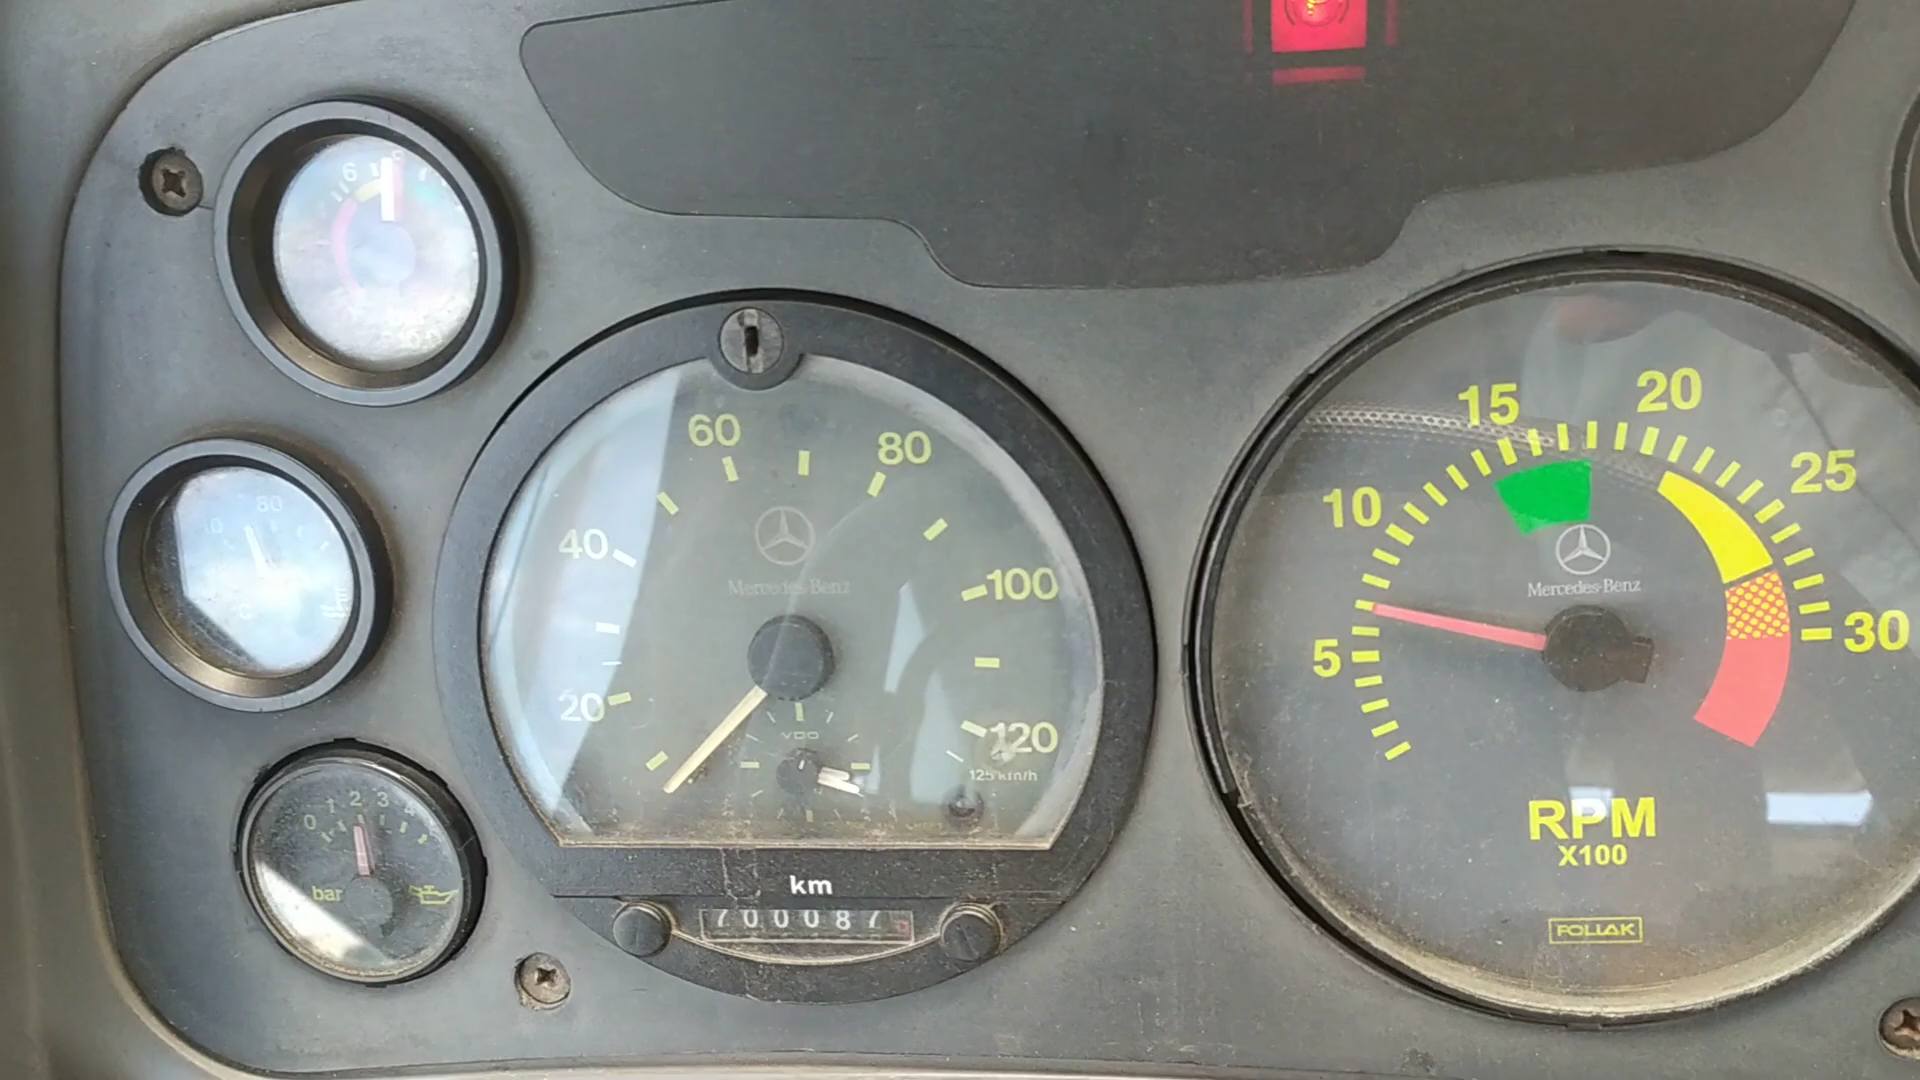 6
80
0 1 2 3 4
bar
60 80
40 100
Mercedes-Benz
20 120
VDO
125 km/h
km
700087
15 20
10 25
Mercedes-Benz
5 30
RPM
X100
POLLAK